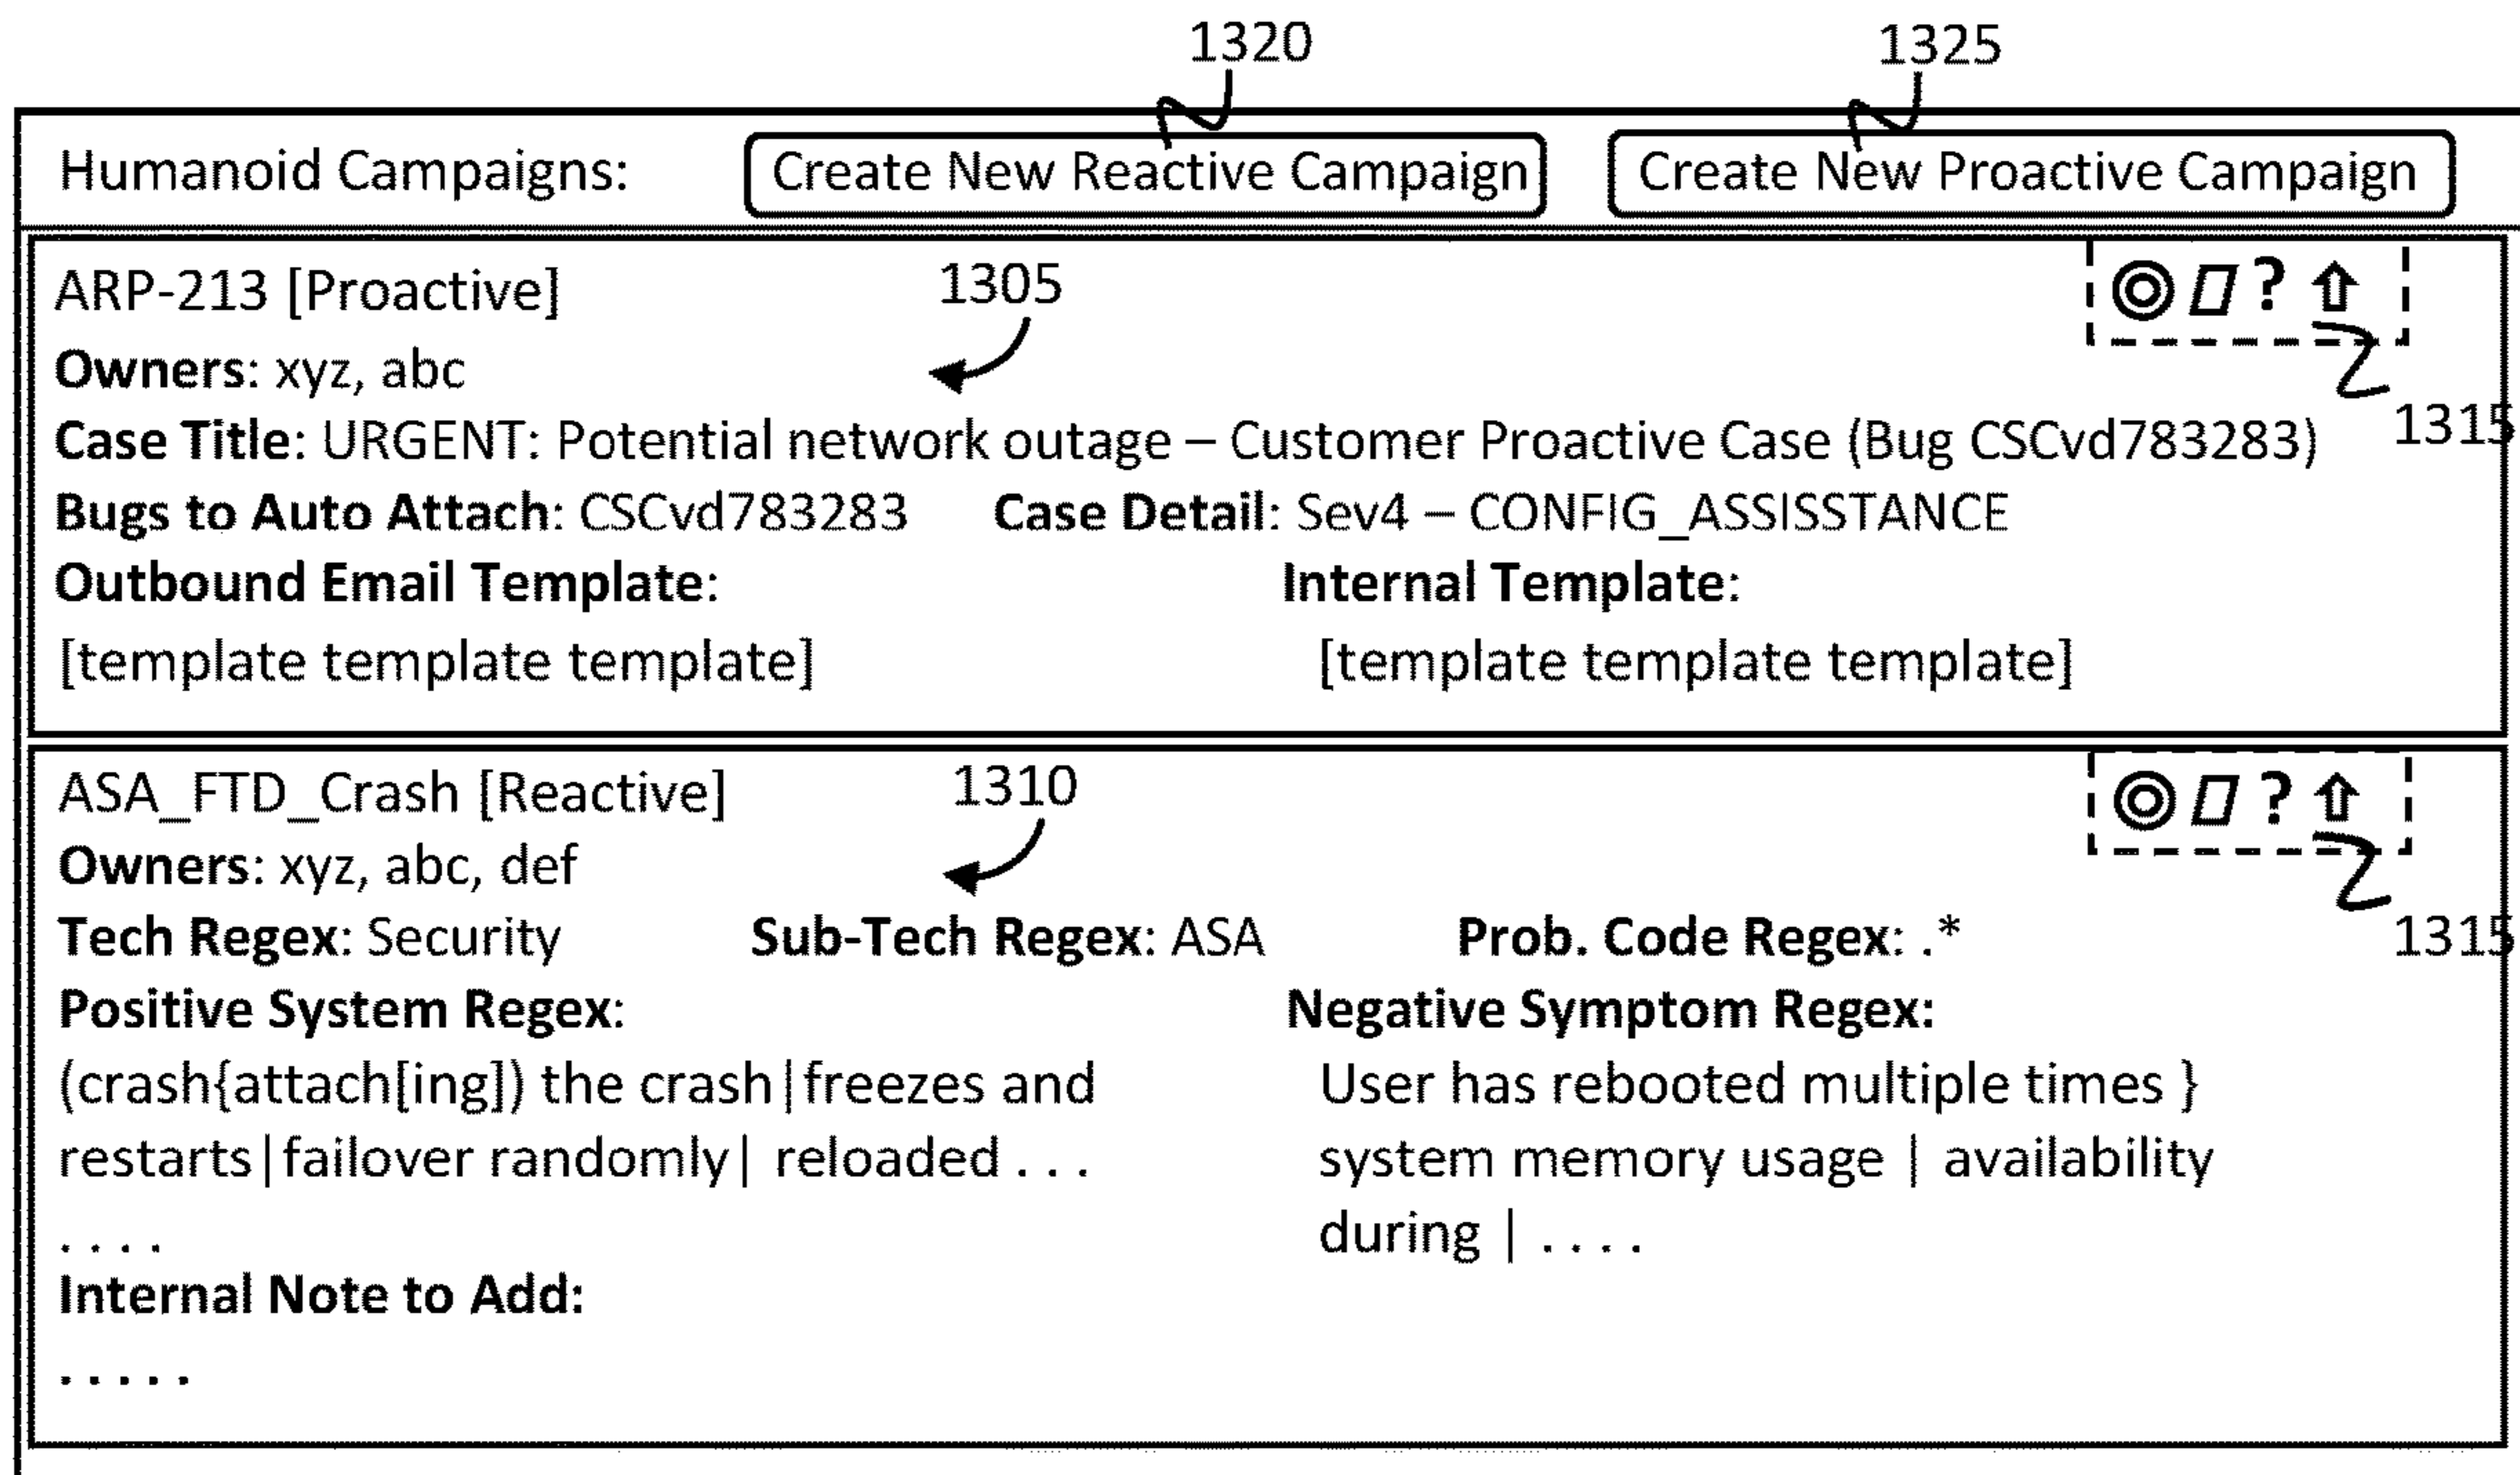 1320 1325
Humanoid Campaigns: Create New Reactive Campaign Create New Proactive Campaign
ARP-213 [Proactive] 1305 ?
Owners: xyz, abc
1315
Case Title: URGENT: Potential network outage – Customer Proactive Case (Bug CSCvd783283)
Bugs to Auto Attach: CSCvd783283 Case Detail: Sev4 – CONFIG_ASSISSTANCE
Outbound Email Template: Internal Template:
[template template template] [template template template]
ASA_FTD_Crash [Reactive] 1310 ?
Owners: xyz, abc, def
Tech Regex: Security Sub-Tech Regex: ASA Prob. Code Regex: .* 1315
Positive System Regex: Negative Symptom Regex:
(crash{attach[ing]) the crash|freezes and User has rebooted multiple times }
restarts|failover randomly| reloaded . . . system memory usage | availability
. . . . during | . . . .
Internal Note to Add:
. . . . .